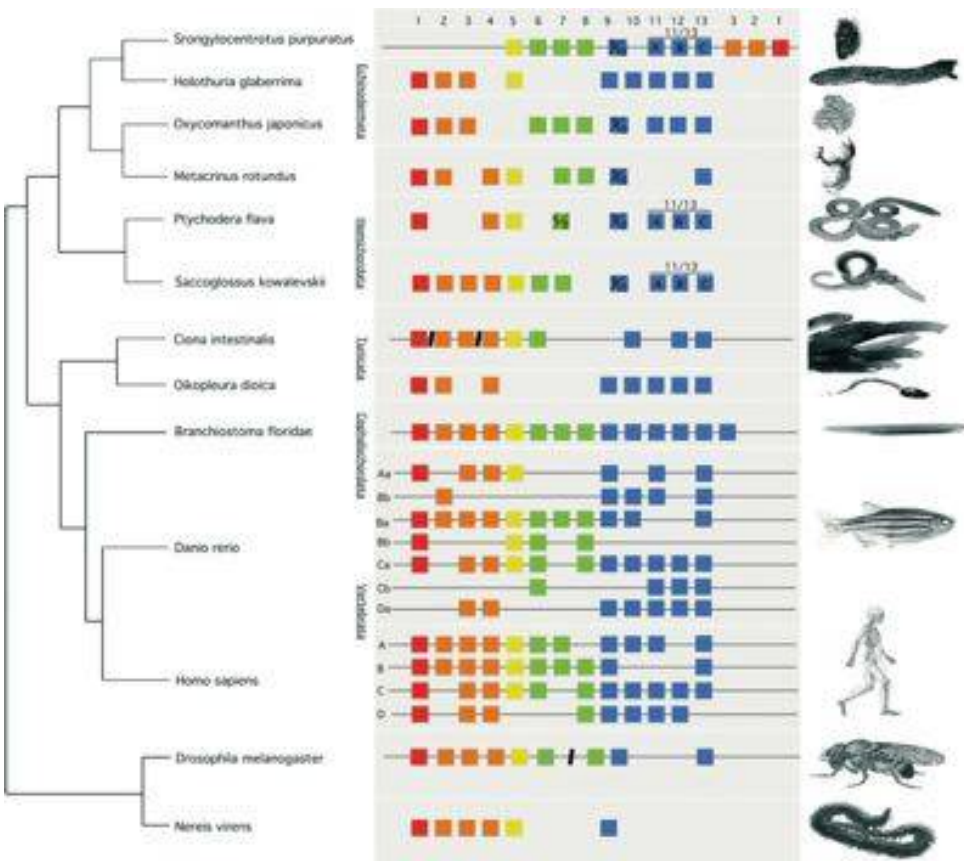 1 2 3 4 5 6 7 8 9 10 11 12 13 3 2 1
11/13
Srongylocentrotus purpuratus
Holothuria glaberrima
Echinodermata
Oxycomanthus japonicus
Metacrinus rotundus
11/13
Ptychodera flava
Hemichordata
11/13
Saccoglossus kowalevskii
Ciona intestinalis
Tunicata
Oikopleura dioica
Branchiostoma floridae
Cephalochordata
Aa
Bb
Ba
Bb
Danio rerio
Ca
Cb
Da
Vertebrata
A
B
Homo sapiens
C
D
Drosophila melanogaster
Nereis virens